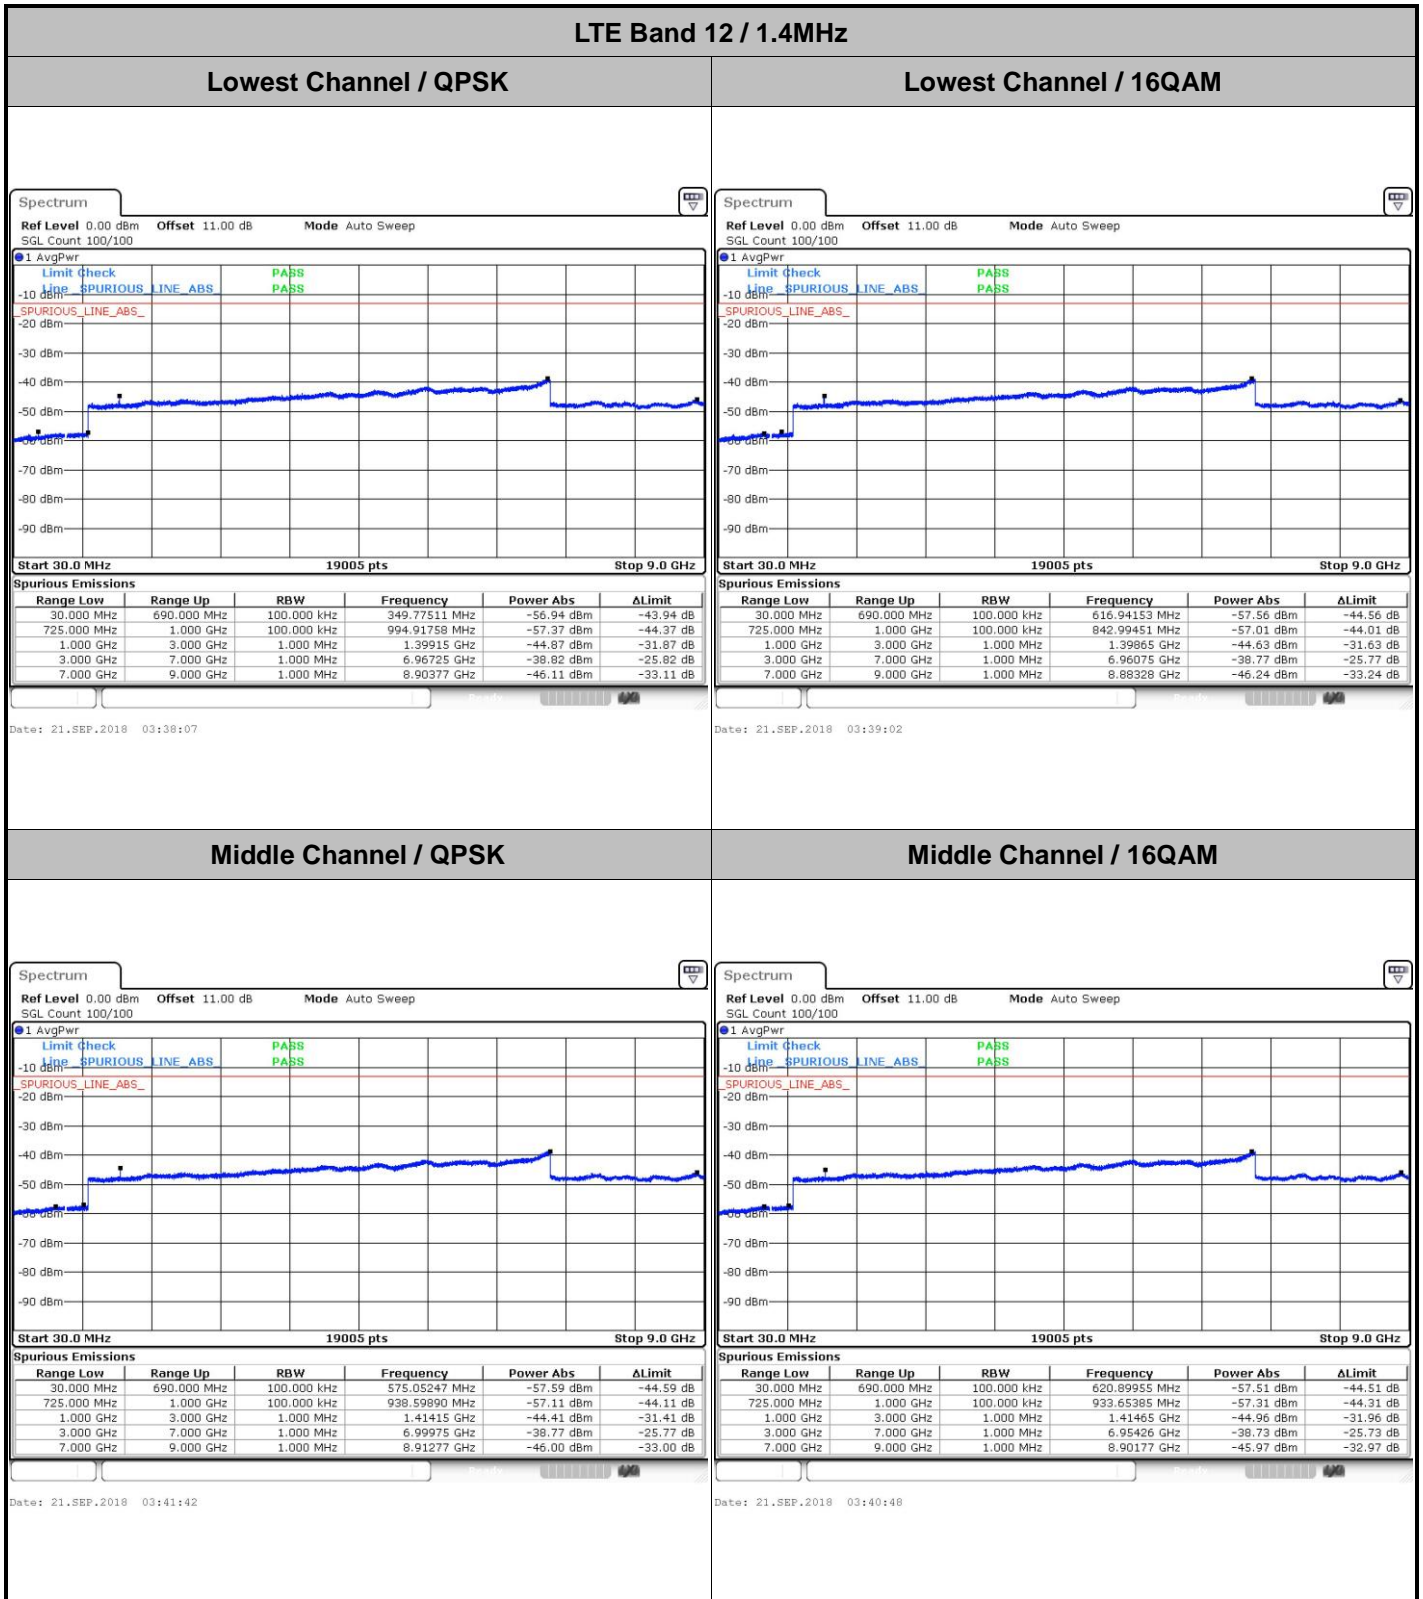 LTE Band 12 / 1.4MHz
Lowest Channel / QPSK
Lowest Channel / 16QAM
Spectrum
Ref Level 0.00 dBm Offset 11.00 dB Mode Auto Sweep
SGL Count 100/100
1 AvgPwr
Limit Check PASS
Line _SPURIOUS_LINE_ABS_ PASS
-10 dBm
_SPURIOUS_LINE_ABS_
-20 dBm
-30 dBm
-40 dBm
-50 dBm
-60 dBm
-70 dBm
-80 dBm
-90 dBm
Start 30.0 MHz 19005 pts Stop 9.0 GHz
Spurious Emissions
Range Low Range Up RBW Frequency Power Abs ΔLimit
30.000 MHz 690.000 MHz 100.000 kHz 349.77511 MHz -56.94 dBm -43.94 dB
725.000 MHz 1.000 GHz 100.000 kHz 994.91758 MHz -57.37 dBm -44.37 dB
1.000 GHz 3.000 GHz 1.000 MHz 1.39915 GHz -44.87 dBm -31.87 dB
3.000 GHz 7.000 GHz 1.000 MHz 6.96725 GHz -38.82 dBm -25.82 dB
7.000 GHz 9.000 GHz 1.000 MHz 8.90377 GHz -46.11 dBm -33.11 dB
Date: 21.SEP.2018 03:38:07
Spectrum
Ref Level 0.00 dBm Offset 11.00 dB Mode Auto Sweep
SGL Count 100/100
1 AvgPwr
Limit Check PASS
Line _SPURIOUS_LINE_ABS_ PASS
-10 dBm
_SPURIOUS_LINE_ABS_
-20 dBm
-30 dBm
-40 dBm
-50 dBm
-60 dBm
-70 dBm
-80 dBm
-90 dBm
Start 30.0 MHz 19005 pts Stop 9.0 GHz
Spurious Emissions
Range Low Range Up RBW Frequency Power Abs ΔLimit
30.000 MHz 690.000 MHz 100.000 kHz 616.94153 MHz -57.56 dBm -44.56 dB
725.000 MHz 1.000 GHz 100.000 kHz 842.99451 MHz -57.01 dBm -44.01 dB
1.000 GHz 3.000 GHz 1.000 MHz 1.39865 GHz -44.63 dBm -31.63 dB
3.000 GHz 7.000 GHz 1.000 MHz 6.96075 GHz -38.77 dBm -25.77 dB
7.000 GHz 9.000 GHz 1.000 MHz 8.88328 GHz -46.24 dBm -33.24 dB
Date: 21.SEP.2018 03:39:02
Middle Channel / QPSK
Middle Channel / 16QAM
Spectrum
Ref Level 0.00 dBm Offset 11.00 dB Mode Auto Sweep
SGL Count 100/100
1 AvgPwr
Limit Check PASS
Line _SPURIOUS_LINE_ABS_ PASS
-10 dBm
_SPURIOUS_LINE_ABS_
-20 dBm
-30 dBm
-40 dBm
-50 dBm
-60 dBm
-70 dBm
-80 dBm
-90 dBm
Start 30.0 MHz 19005 pts Stop 9.0 GHz
Spurious Emissions
Range Low Range Up RBW Frequency Power Abs ΔLimit
30.000 MHz 690.000 MHz 100.000 kHz 575.05247 MHz -57.59 dBm -44.59 dB
725.000 MHz 1.000 GHz 100.000 kHz 938.59890 MHz -57.11 dBm -44.11 dB
1.000 GHz 3.000 GHz 1.000 MHz 1.41415 GHz -44.41 dBm -31.41 dB
3.000 GHz 7.000 GHz 1.000 MHz 6.99975 GHz -38.77 dBm -25.77 dB
7.000 GHz 9.000 GHz 1.000 MHz 8.91277 GHz -46.00 dBm -33.00 dB
Date: 21.SEP.2018 03:41:42
Spectrum
Ref Level 0.00 dBm Offset 11.00 dB Mode Auto Sweep
SGL Count 100/100
1 AvgPwr
Limit Check PASS
Line _SPURIOUS_LINE_ABS_ PASS
-10 dBm
_SPURIOUS_LINE_ABS_
-20 dBm
-30 dBm
-40 dBm
-50 dBm
-60 dBm
-70 dBm
-80 dBm
-90 dBm
Start 30.0 MHz 19005 pts Stop 9.0 GHz
Spurious Emissions
Range Low Range Up RBW Frequency Power Abs ΔLimit
30.000 MHz 690.000 MHz 100.000 kHz 620.89955 MHz -57.51 dBm -44.51 dB
725.000 MHz 1.000 GHz 100.000 kHz 933.65385 MHz -57.31 dBm -44.31 dB
1.000 GHz 3.000 GHz 1.000 MHz 1.41465 GHz -44.96 dBm -31.96 dB
3.000 GHz 7.000 GHz 1.000 MHz 6.95426 GHz -38.73 dBm -25.73 dB
7.000 GHz 9.000 GHz 1.000 MHz 8.90177 GHz -45.97 dBm -32.97 dB
Date: 21.SEP.2018 03:40:48